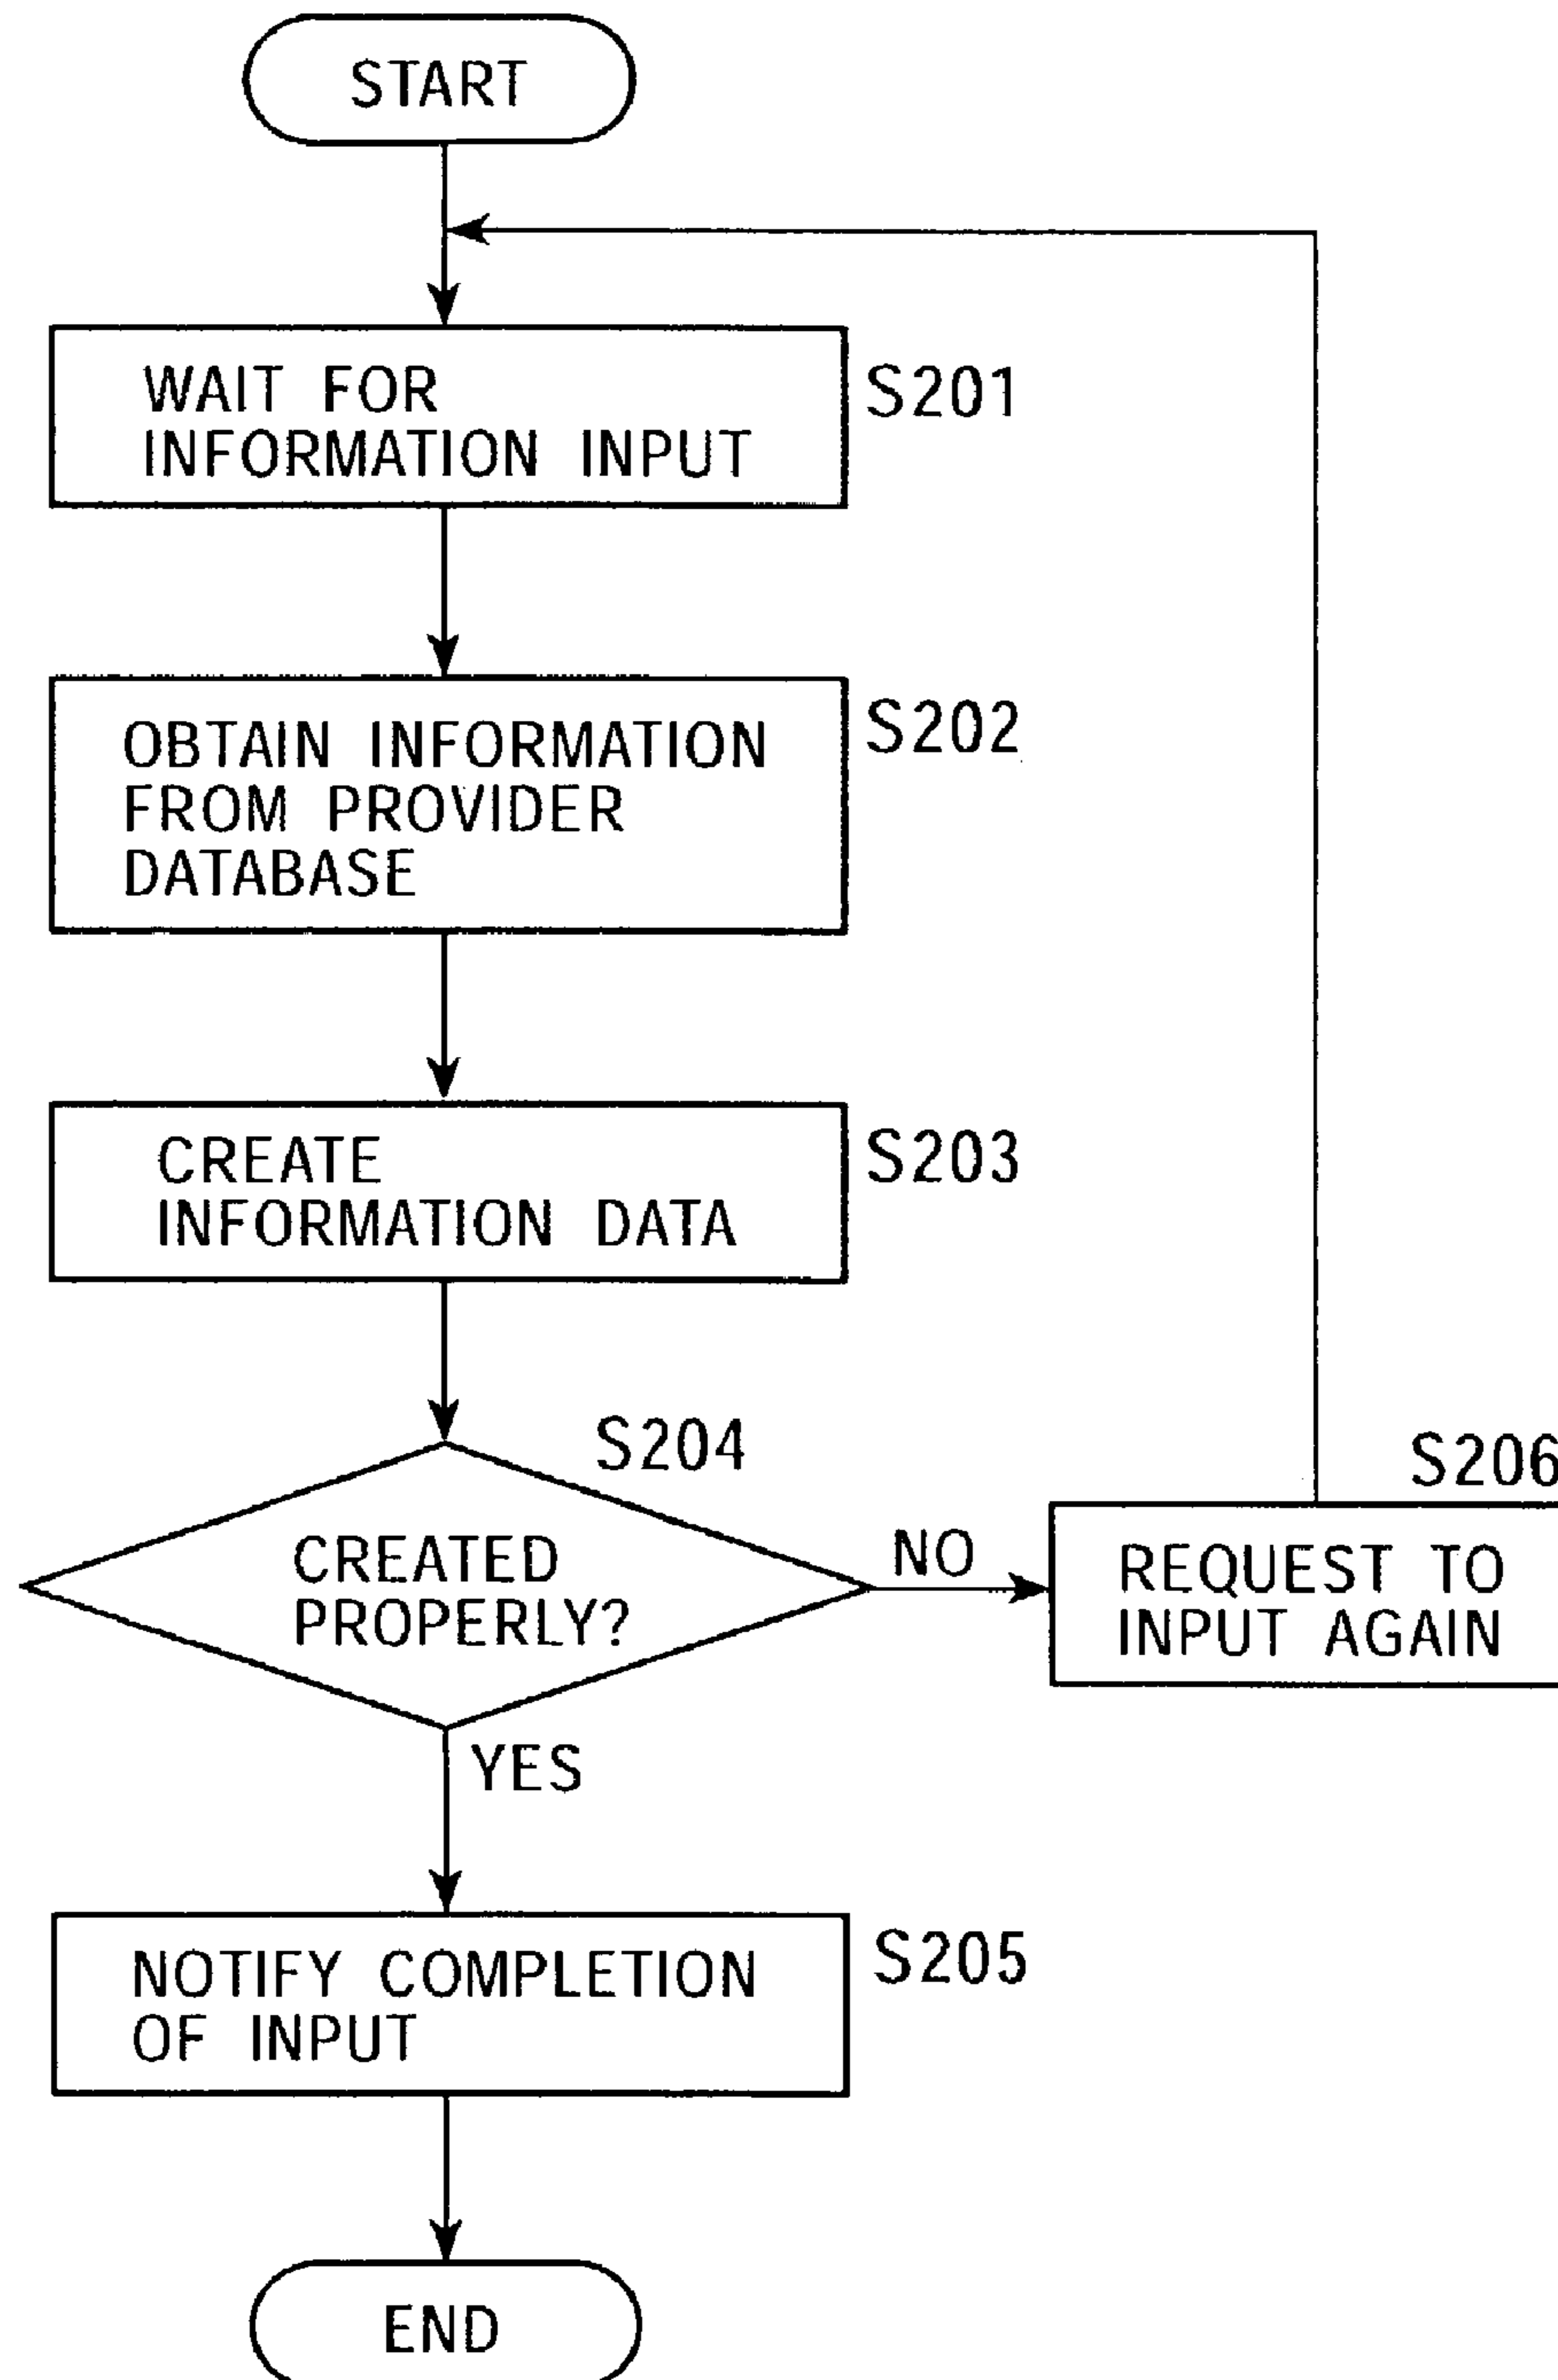 START
WAIT FOR
INFORMATION INPUT
S201
OBTAIN INFORMATION
FROM PROVIDER
DATABASE
S202
CREATE
INFORMATION DATA
S203
S204
CREATED
PROPERLY?
NO
S206
REQUEST TO
INPUT AGAIN
YES
NOTIFY COMPLETION
OF INPUT
S205
END